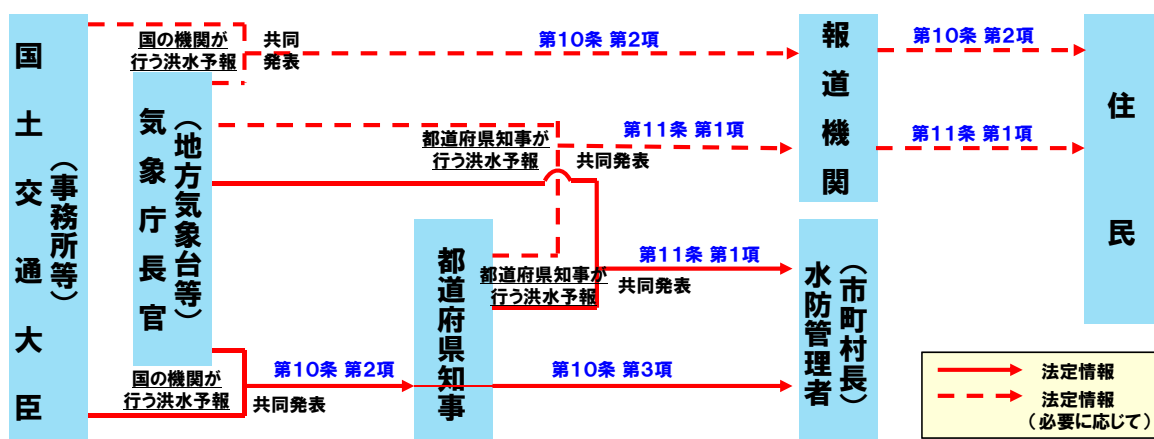 国土交通大臣
（事務所等）
国の機関が
行う洪水予報
共同
発表
第10条 第2項
気象庁長官
（地方気象台等）
都道府県知事が
行う洪水予報
第11条 第1項
共同発表
報道機関
第10条 第2項
第11条 第1項
住民
都道府県知事
都道府県知事が
行う洪水予報
第11条 第1項
共同発表
水防管理者
（市町村長）
国の機関が
行う洪水予報
第10条 第2項
共同発表
第10条 第3項
法定情報
法定情報
（必要に応じて）